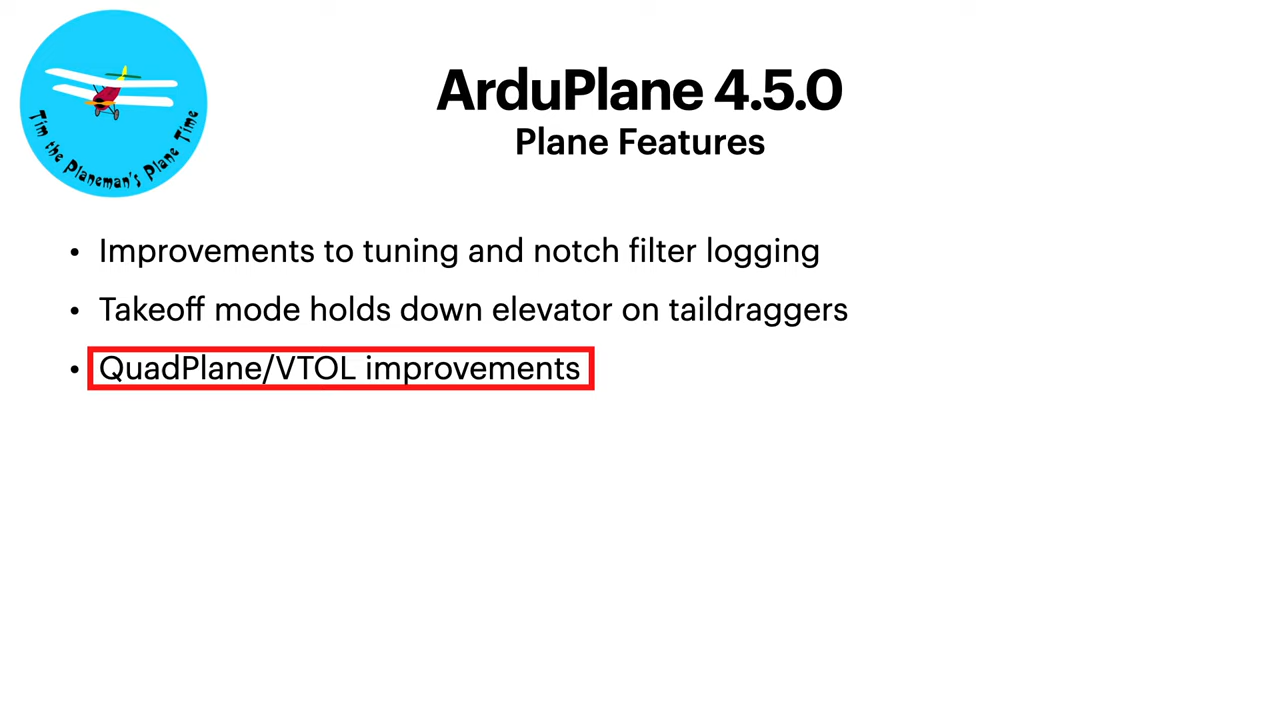 Tim the Planeman's Plane Time
ArduPlane 4.5.0
Plane Features
• Improvements to tuning and notch filter logging
• Takeoff mode holds down elevator on taildraggers
• QuadPlane/VTOL improvements